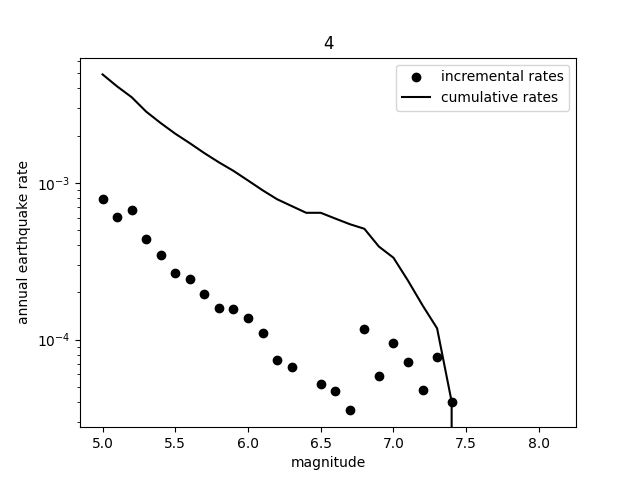 4
incremental rates
cumulative rates
annual earthquake rate
10⁻³
10⁻⁴
5.0 5.5 6.0 6.5 7.0 7.5 8.0
magnitude